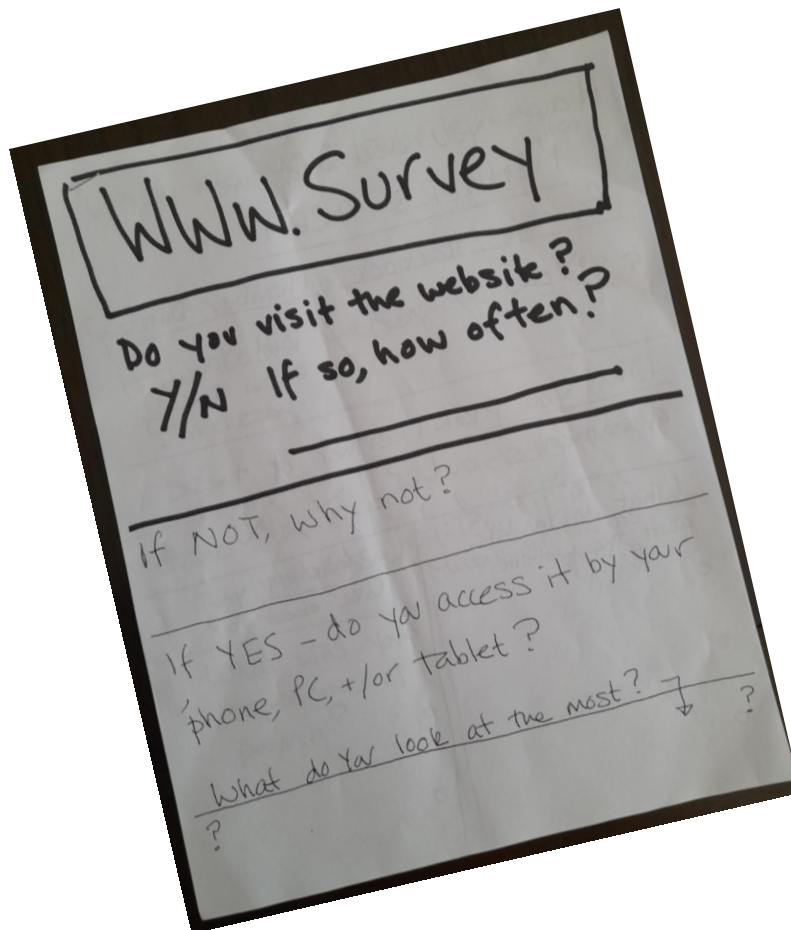 WWW.Survey
Do you visit the website?
Y/N If so, how often?
If NOT, why not?
If YES - do you access it by your
phone, PC, +/or tablet?
What do you look at the most? ?
?